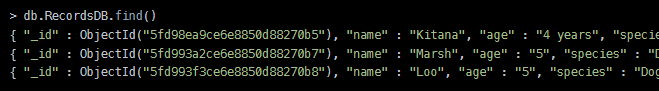 > db.RecordsDB.find()
{ "_id" : ObjectId("5fd98ea9ce6e8850d88270b5"), "name" : "Kitana", "age" : "4 years", "specie
{ "_id" : ObjectId("5fd993a2ce6e8850d88270b7"), "name" : "Marsh", "age" : "5", "species" : "D
{ "_id" : ObjectId("5fd993f3ce6e8850d88270b8"), "name" : "Loo", "age" : "5", "species" : "Dog